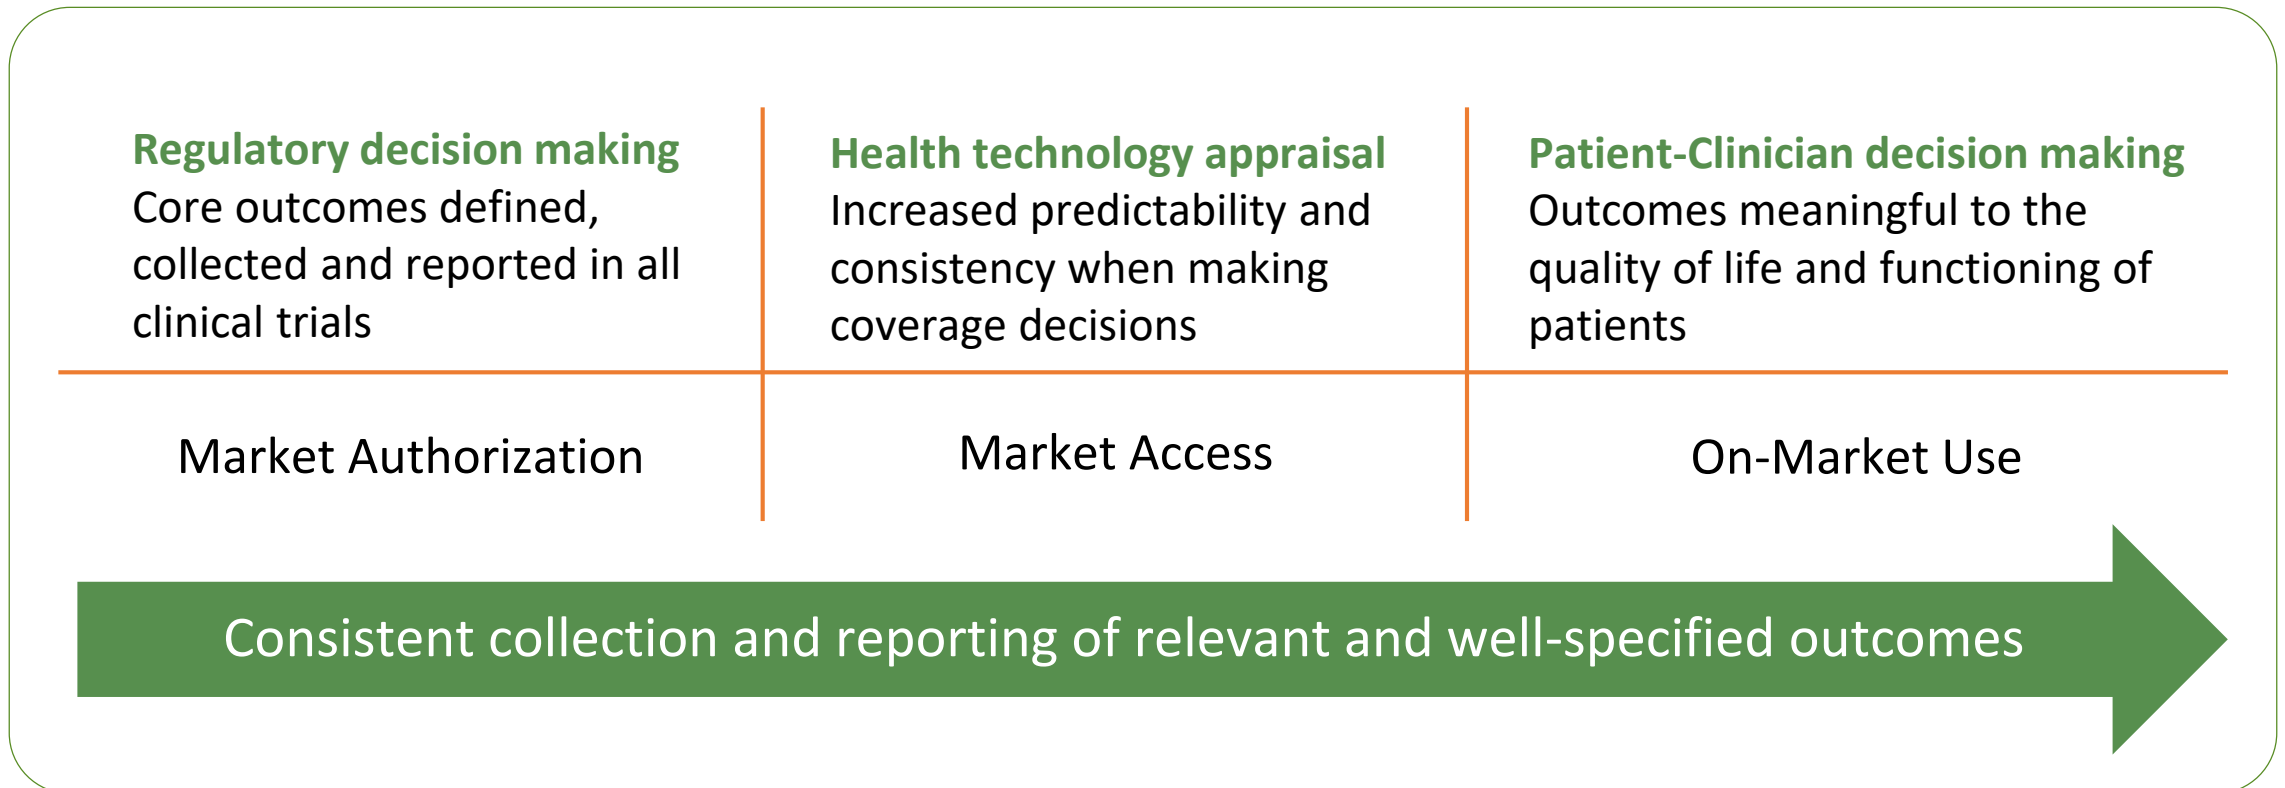 Regulatory decision making
Core outcomes defined,
collected and reported in all
clinical trials
Health technology appraisal
Increased predictability and
consistency when making
coverage decisions
Patient-Clinician decision making
Outcomes meaningful to the
quality of life and functioning of
patients
Market Authorization
Market Access
On-Market Use
Consistent collection and reporting of relevant and well-specified outcomes